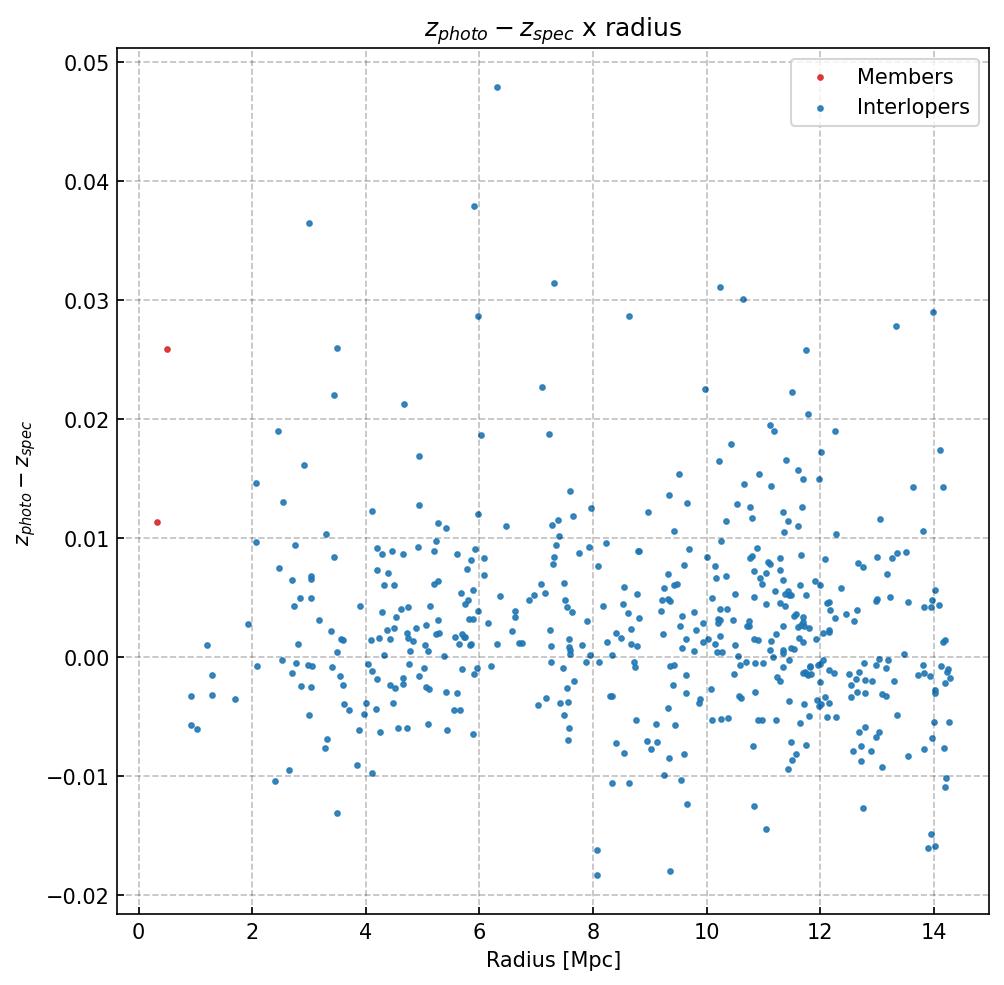 z_photo − z_spec x radius
Members
Interlopers
0.05
0.04
0.03
0.02
0.01
0.00
−0.01
−0.02
z_photo − z_spec
0 2 4 6 8 10 12 14
Radius [Mpc]